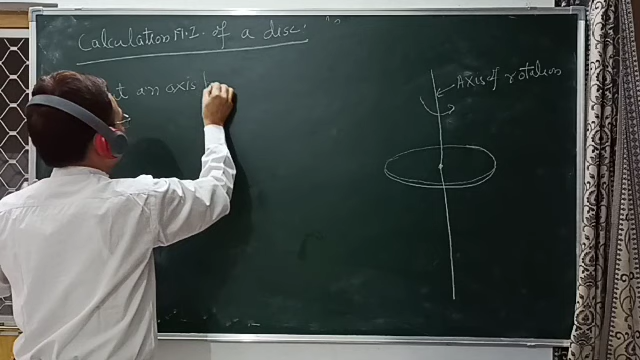 Calculation M.I. of a disc:
an axis
Axis of rotation